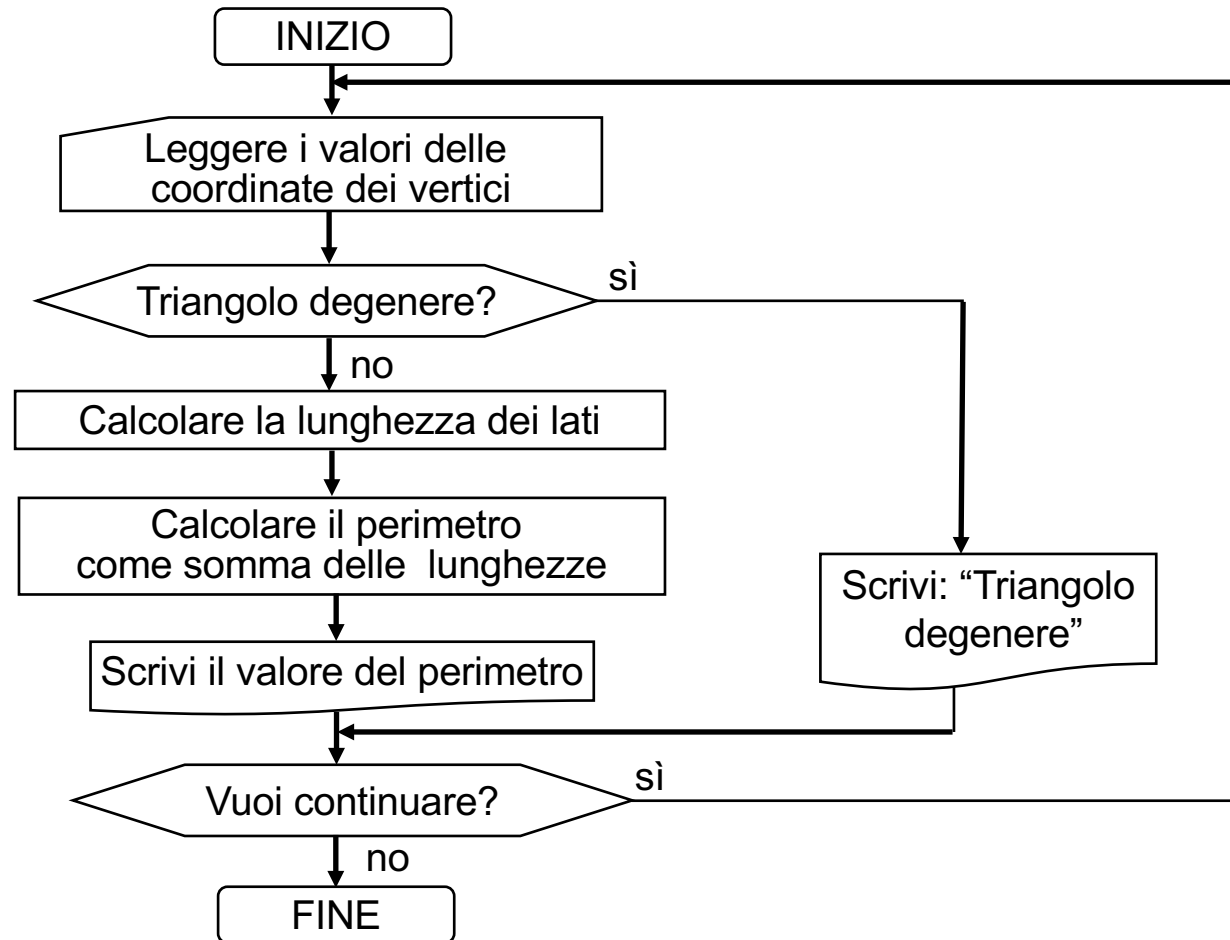 INIZIO
Leggere i valori delle
coordinate dei vertici
Triangolo degenere?
sì
no
Calcolare la lunghezza dei lati
Calcolare il perimetro
come somma delle lunghezze
Scrivi: “Triangolo
degenere”
Scrivi il valore del perimetro
Vuoi continuare?
sì
no
FINE